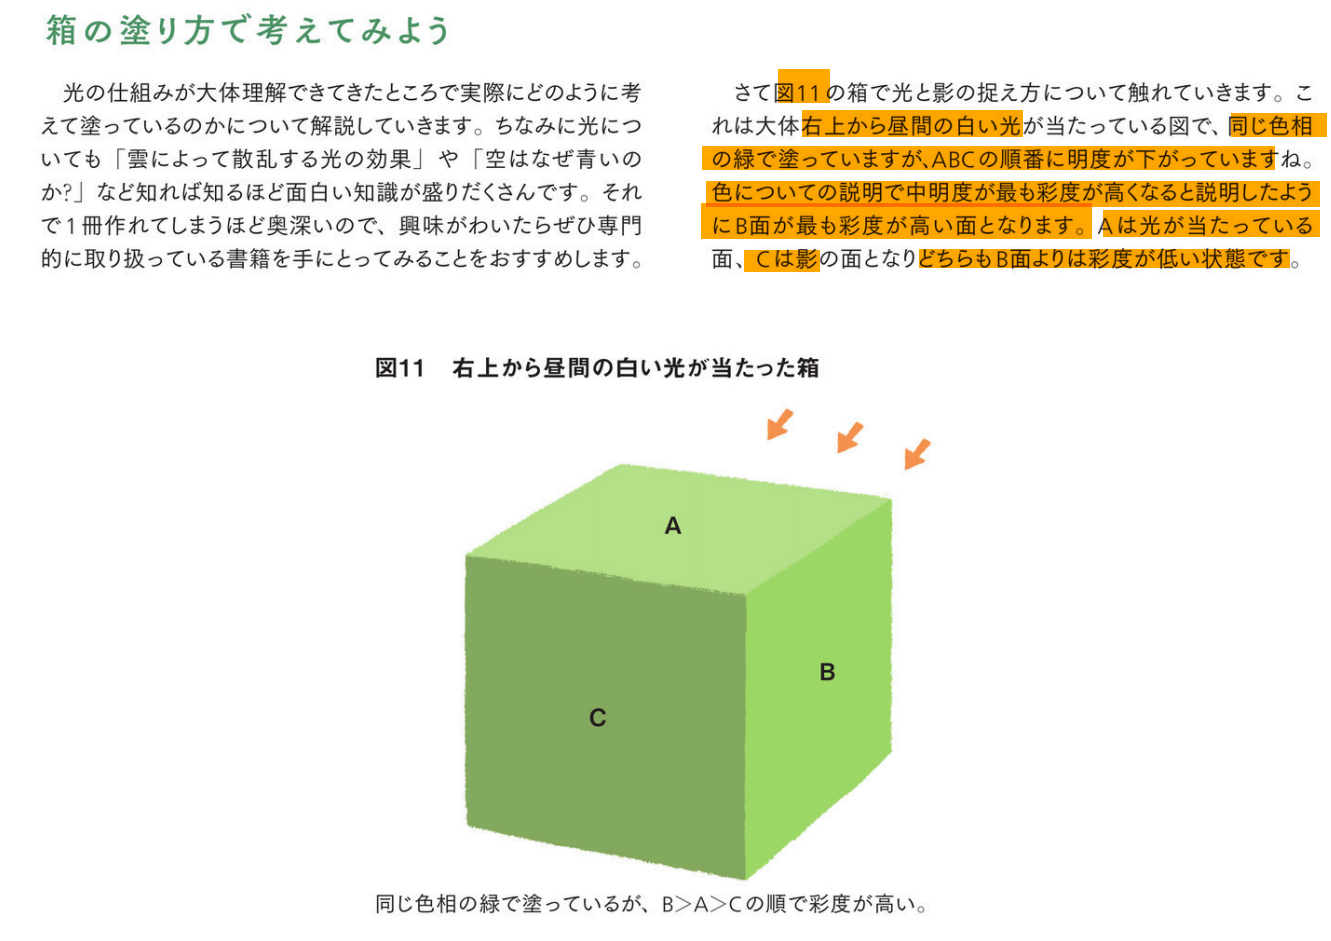 箱の塗り方で考えてみよう
光の仕組みが大体理解できてきたところで実際にどのように考
えて塗っているのかについて解説していきます。ちなみに光につ
いても「雲によって散乱する光の効果」や「空はなぜ青いの
か?」など知れば知るほど面白い知識が盛りだくさんです。それ
で1冊作れてしまうほど奥深いので、興味がわいたらぜひ専門
的に取り扱っている書籍を手にとってみることをおすすめします。
さて図11の箱で光と影の捉え方について触れていきます。こ
れは大体右上から昼間の白い光が当たっている図で、同じ色相
の緑で塗っていますが、ABCの順番に明度が下がっていますね。
色についての説明で中明度が最も彩度が高くなると説明したよう
にB面が最も彩度が高い面となります。Aは光が当たっている
面、Cは影の面となりどちらもB面よりは彩度が低い状態です。
図11 右上から昼間の白い光が当たった箱
A
B
C
同じ色相の緑で塗っているが、B>A>Cの順で彩度が高い。